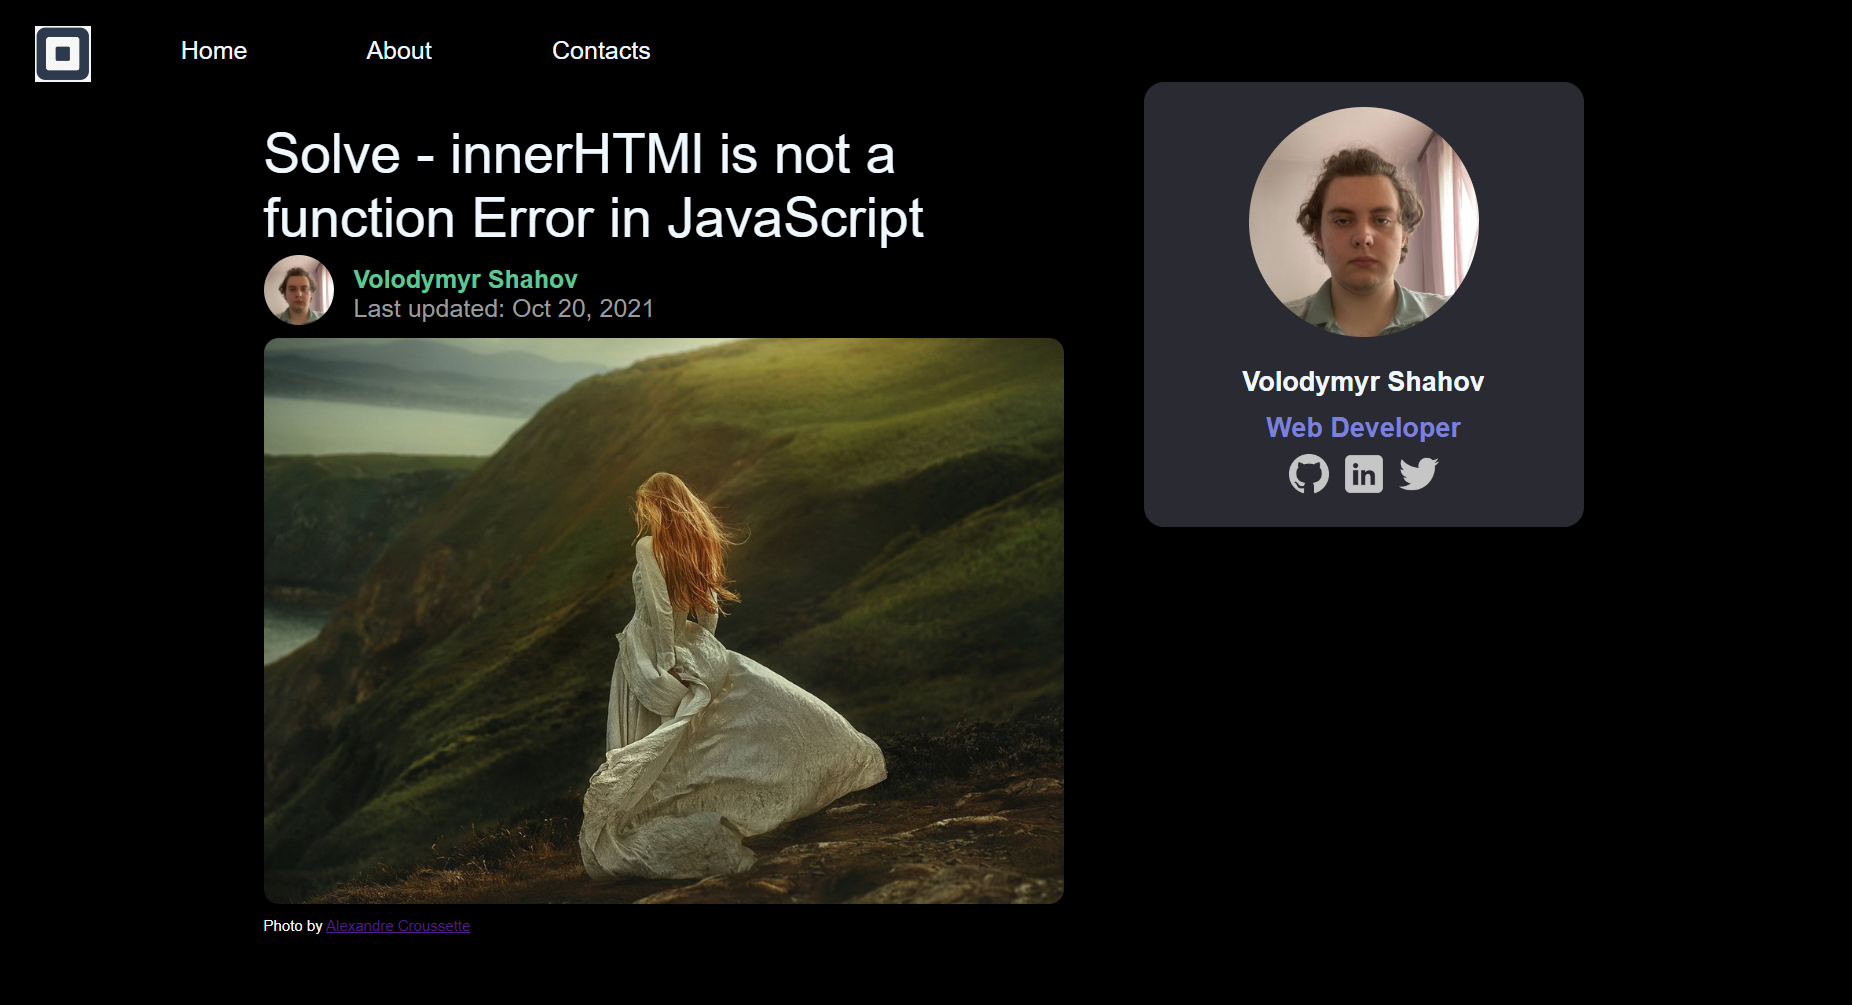 Home
About
Contacts
Solve - innerHTMl is not a
function Error in JavaScript
Volodymyr Shahov
Last updated: Oct 20, 2021
Photo by Alexandre Croussette
Volodymyr Shahov
Web Developer
in